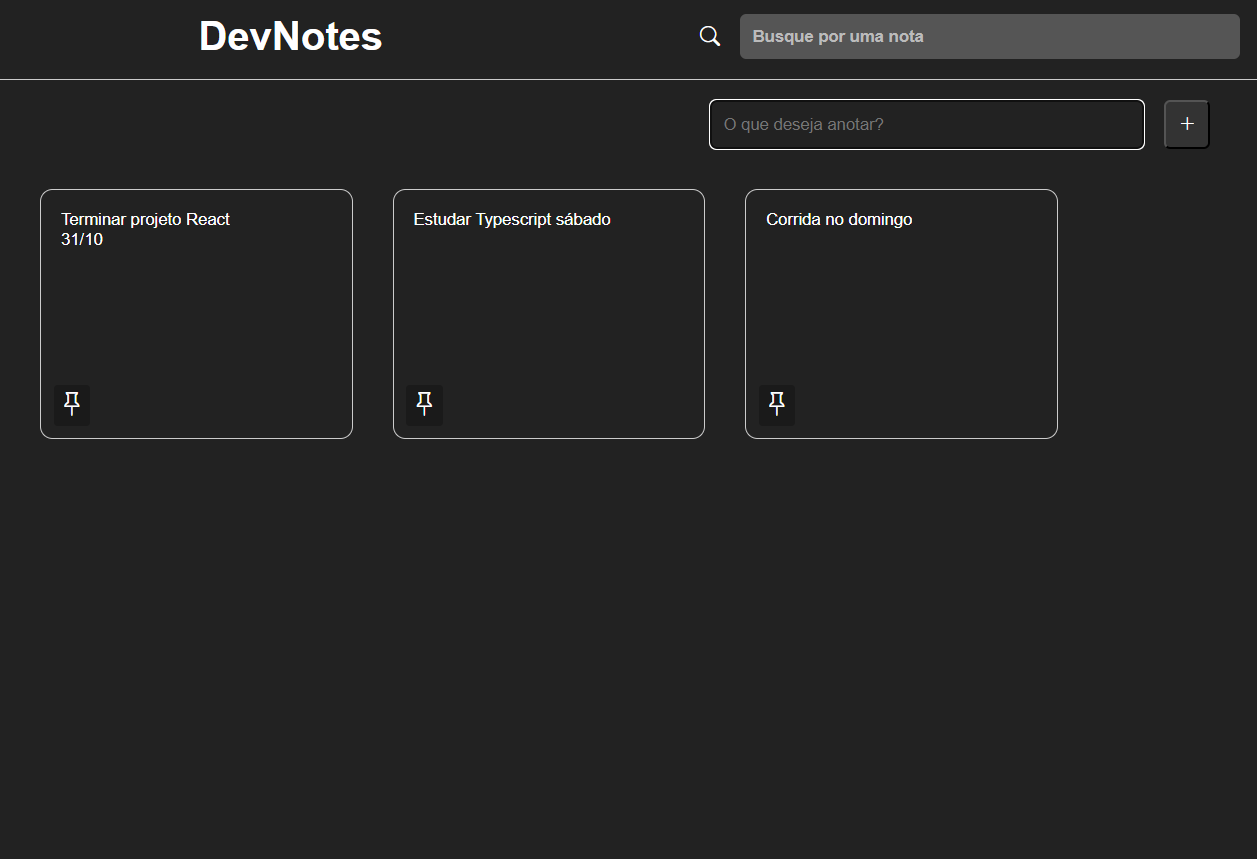 DevNotes
Busque por uma nota
O que deseja anotar?
+
Terminar projeto React
31/10
Estudar Typescript sábado
Corrida no domingo